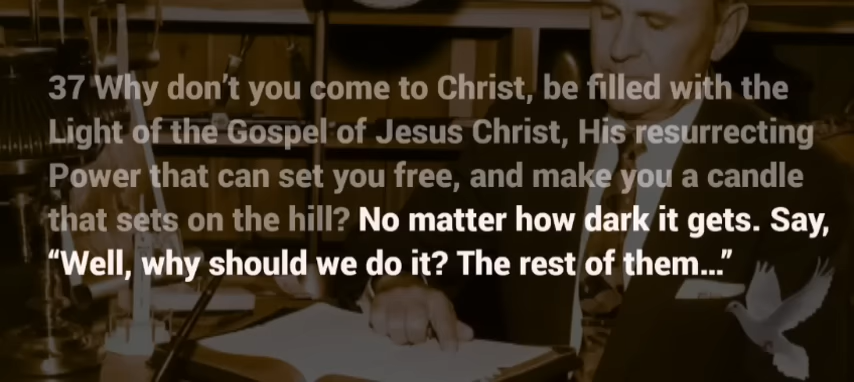 37 Why don’t you come to Christ, be filled with the
Light of the Gospel of Jesus Christ, His resurrecting
Power that can set you free, and make you a candle
that sets on the hill? No matter how dark it gets. Say,
“Well, why should we do it? The rest of them...”